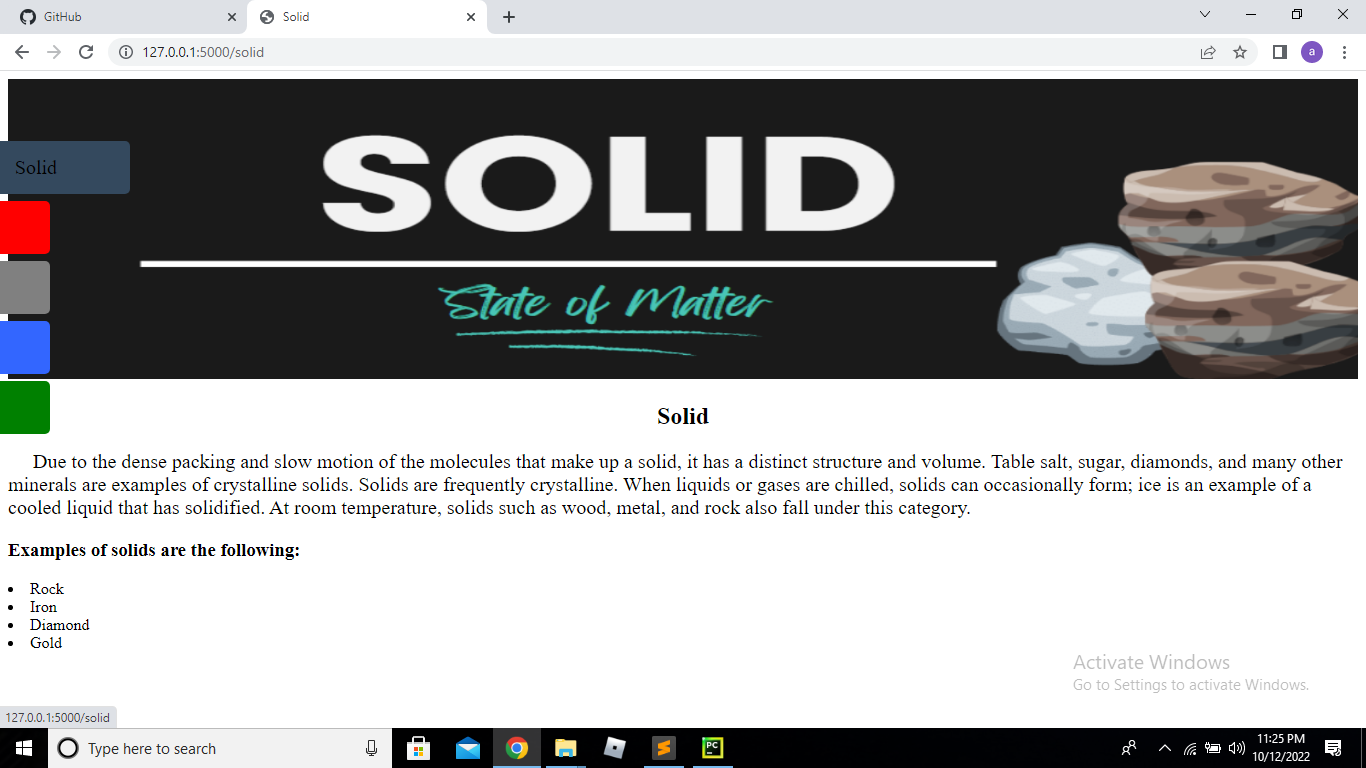 GitHub
Solid
127.0.0.1:5000/solid
a
SOLID
State of Matter
Solid
Solid
Due to the dense packing and slow motion of the molecules that make up a solid, it has a distinct structure and volume. Table salt, sugar, diamonds, and many other
minerals are examples of crystalline solids. Solids are frequently crystalline. When liquids or gases are chilled, solids can occasionally form; ice is an example of a
cooled liquid that has solidified. At room temperature, solids such as wood, metal, and rock also fall under this category.
Examples of solids are the following:
Rock
Iron
Diamond
Gold
Activate Windows
Go to Settings to activate Windows.
127.0.0.1:5000/solid
Type here to search
PC
11:25 PM
10/12/2022